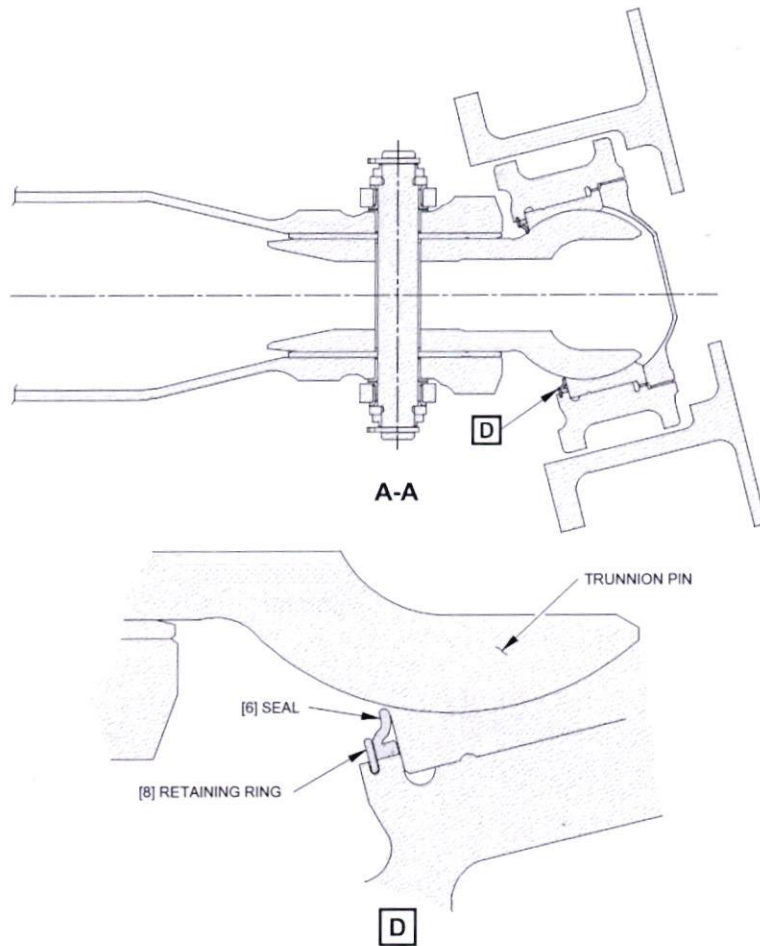 D
A-A
TRUNNION PIN
[6] SEAL
[8] RETAINING RING
D